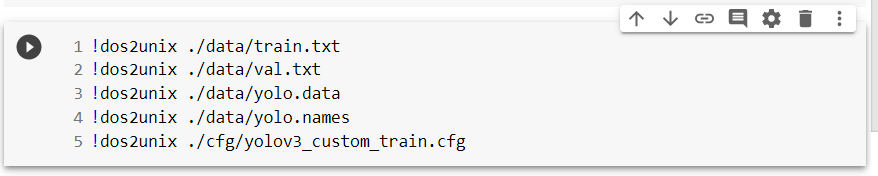 1 !dos2unix ./data/train.txt
2 !dos2unix ./data/val.txt
3 !dos2unix ./data/yolo.data
4 !dos2unix ./data/yolo.names
5 !dos2unix ./cfg/yolov3_custom_train.cfg